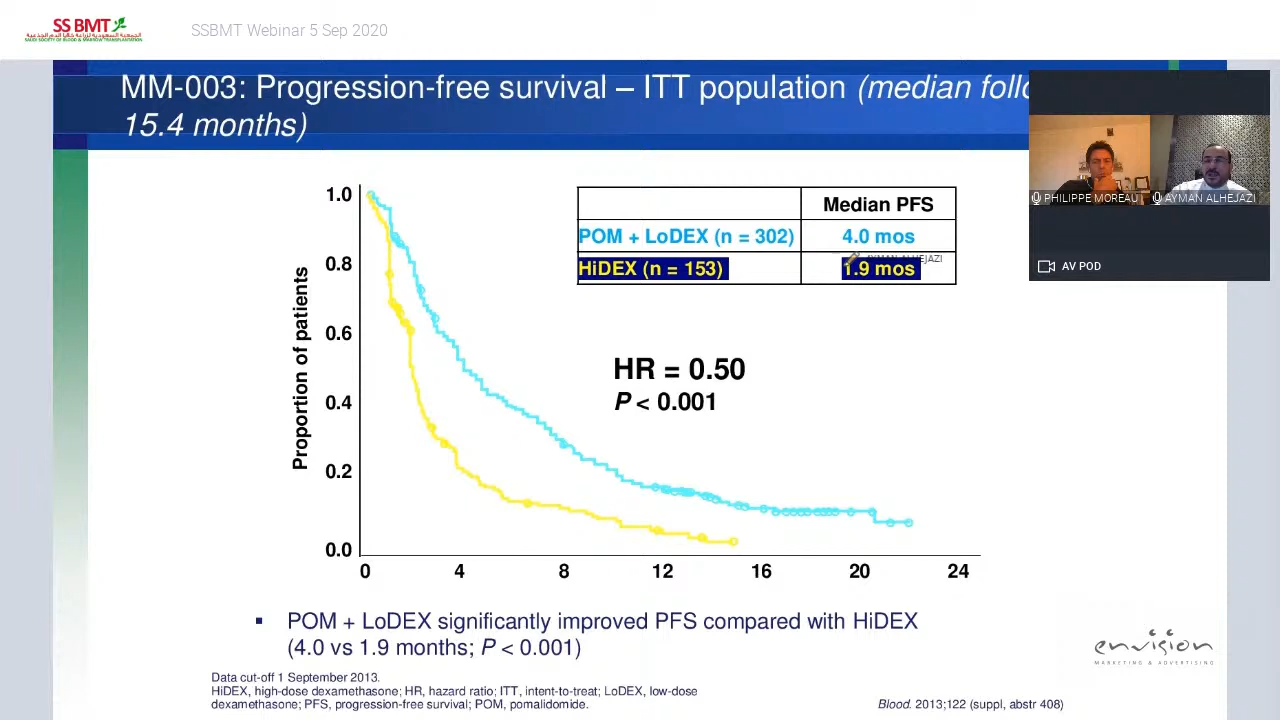 SS BMT
SAUDI SOCIETY OF BLOOD & MARROW TRANSPLANTATION
SSBMT Webinar 5 Sep 2020
MM-003: Progression-free survival – ITT population (median follo
15.4 months)
PHILIPPE MOREAU
AYMAN ALHEJAZI
AV POD
Median PFS
POM + LoDEX (n = 302) 4.0 mos
HiDEX (n = 153) 1.9 mos
HR = 0.50
P < 0.001
Proportion of patients
1.0
0.8
0.6
0.4
0.2
0.0
0 4 8 12 16 20 24
▪ POM + LoDEX significantly improved PFS compared with HiDEX
(4.0 vs 1.9 months; P < 0.001)
envision
MARKETING & ADVERTISING
Data cut-off 1 September 2013.
HiDEX, high-dose dexamethasone; HR, hazard ratio; ITT, intent-to-treat; LoDEX, low-dose
dexamethasone; PFS, progression-free survival; POM, pomalidomide.
Blood. 2013;122 (suppl, abstr 408)